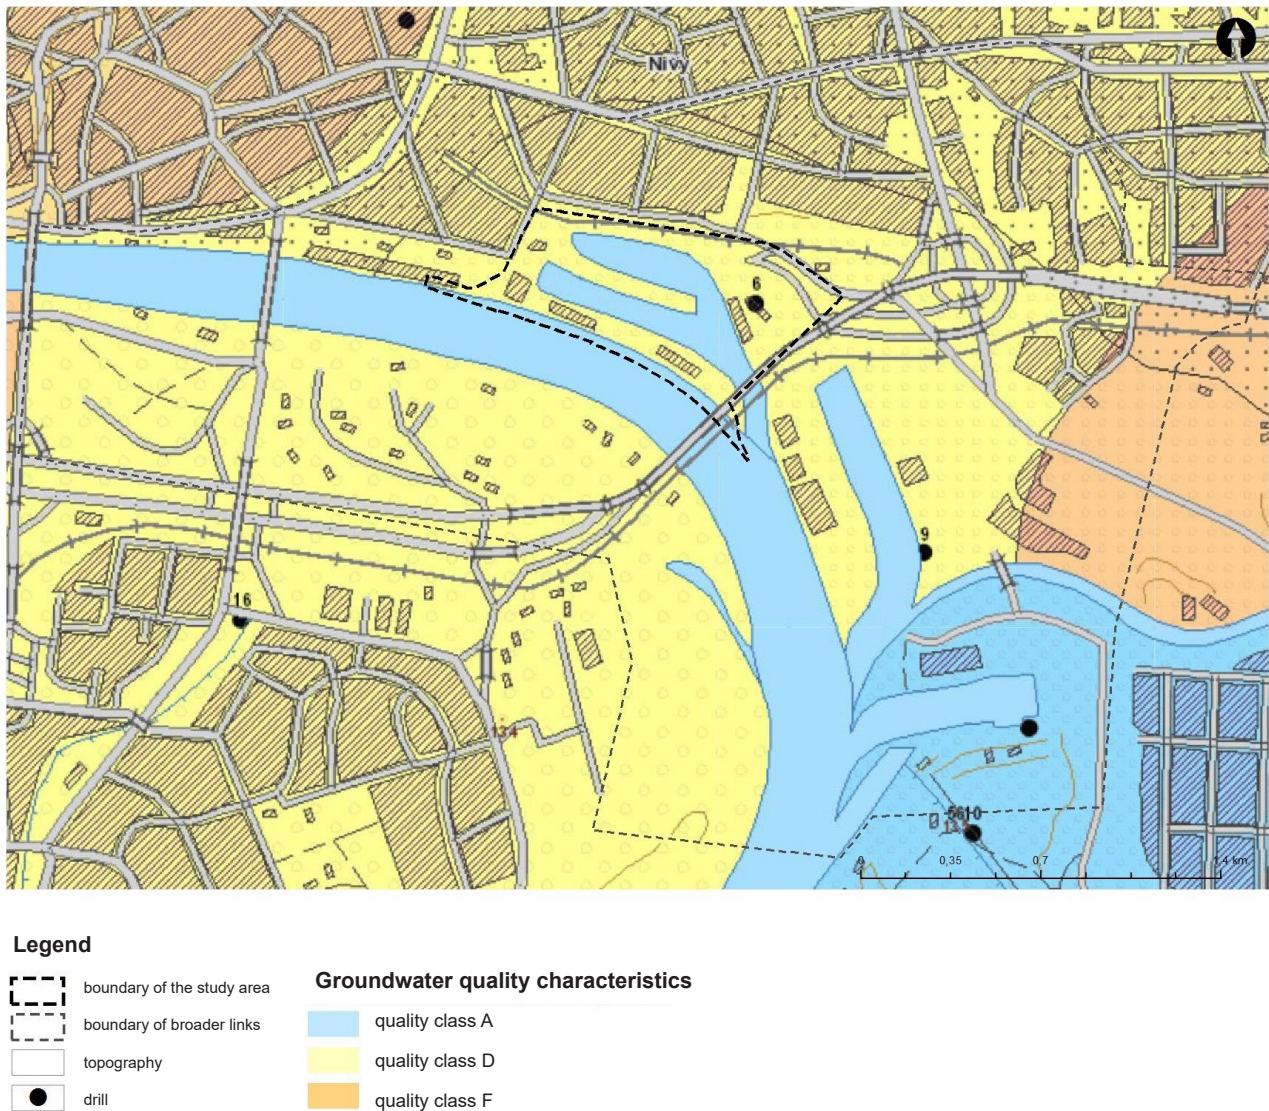 Nivy
6
9
16
134
5610
0
0,35
0,7
1,4 km
Legend
boundary of the study area
boundary of broader links
topography
drill
Groundwater quality characteristics
quality class A
quality class D
quality class F